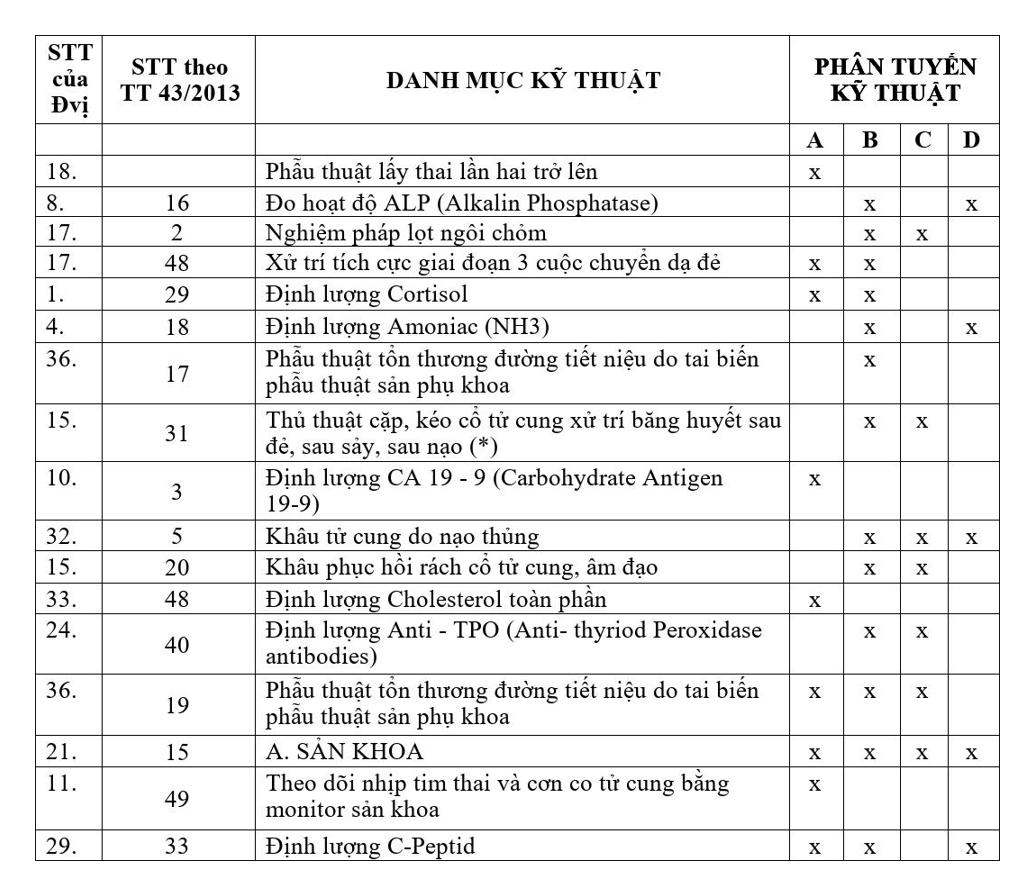 STT của Đvị | STT theo TT 43/2013 | DANH MỤC KỸ THUẬT | PHÂN TUYẾN KỸ THUẬT
A B C D
18. Phẫu thuật lấy thai lần hai trở lên x
8. 16 Đo hoạt độ ALP (Alkalin Phosphatase) x x
17. 2 Nghiệm pháp lọt ngôi chỏm x x
17. 48 Xử trí tích cực giai đoạn 3 cuộc chuyển dạ đẻ x x
1. 29 Định lượng Cortisol x x
4. 18 Định lượng Amoniac (NH3) x x
36. 17 Phẫu thuật tổn thương đường tiết niệu do tai biến x
phẫu thuật sản phụ khoa
15. 31 Thủ thuật cặp, kéo cổ tử cung xử trí băng huyết sau x x
đẻ, sau sảy, sau nạo (*)
10. 3 Định lượng CA 19 - 9 (Carbohydrate Antigen x
19-9)
32. 5 Khâu tử cung do nạo thủng x x x
15. 20 Khâu phục hồi rách cổ tử cung, âm đạo x x
33. 48 Định lượng Cholesterol toàn phần x
24. 40 Định lượng Anti - TPO (Anti- thyriod Peroxidase x x
antibodies)
36. 19 Phẫu thuật tổn thương đường tiết niệu do tai biến x x x
phẫu thuật sản phụ khoa
21. 15 A. SẢN KHOA x x x x
11. 49 Theo dõi nhịp tim thai và cơn co tử cung bằng x
monitor sản khoa
29. 33 Định lượng C-Peptid x x x